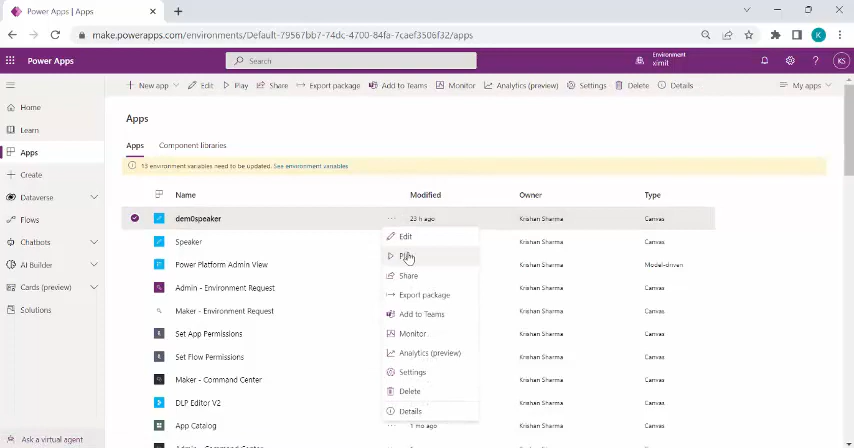 Power Apps | Apps
make.powerapps.com/environments/Default-79567bb7-74dc-4700-84fa-7caef3506f32/apps
K
Power Apps
Search
Environment
ximit
KS
New app
Edit
Play
Share
Export package
Add to Teams
Monitor
Analytics (preview)
Settings
Delete
Details
My apps
Home
Learn
Apps
Create
Dataverse
Flows
Chatbots
AI Builder
Cards (preview)
Solutions
Ask a virtual agent
Apps
Apps Component libraries
13 environment variables need to be updated. See environment variables
Name Modified Owner Type
dem0speaker ... 23 h ago Krishan Sharma Canvas
Speaker Krishan Sharma Canvas
Power Platform Admin View Krishan Sharma Model-driven
Admin - Environment Request Krishan Sharma Canvas
Maker - Environment Request Krishan Sharma Canvas
Set App Permissions Krishan Sharma Canvas
Set Flow Permissions Krishan Sharma Canvas
Maker - Command Center Krishan Sharma Canvas
DLP Editor V2 Krishan Sharma Canvas
App Catalog ... 1 mo ago Krishan Sharma Canvas
Edit
Share
Export package
Add to Teams
Monitor
Analytics (preview)
Settings
Delete
Details